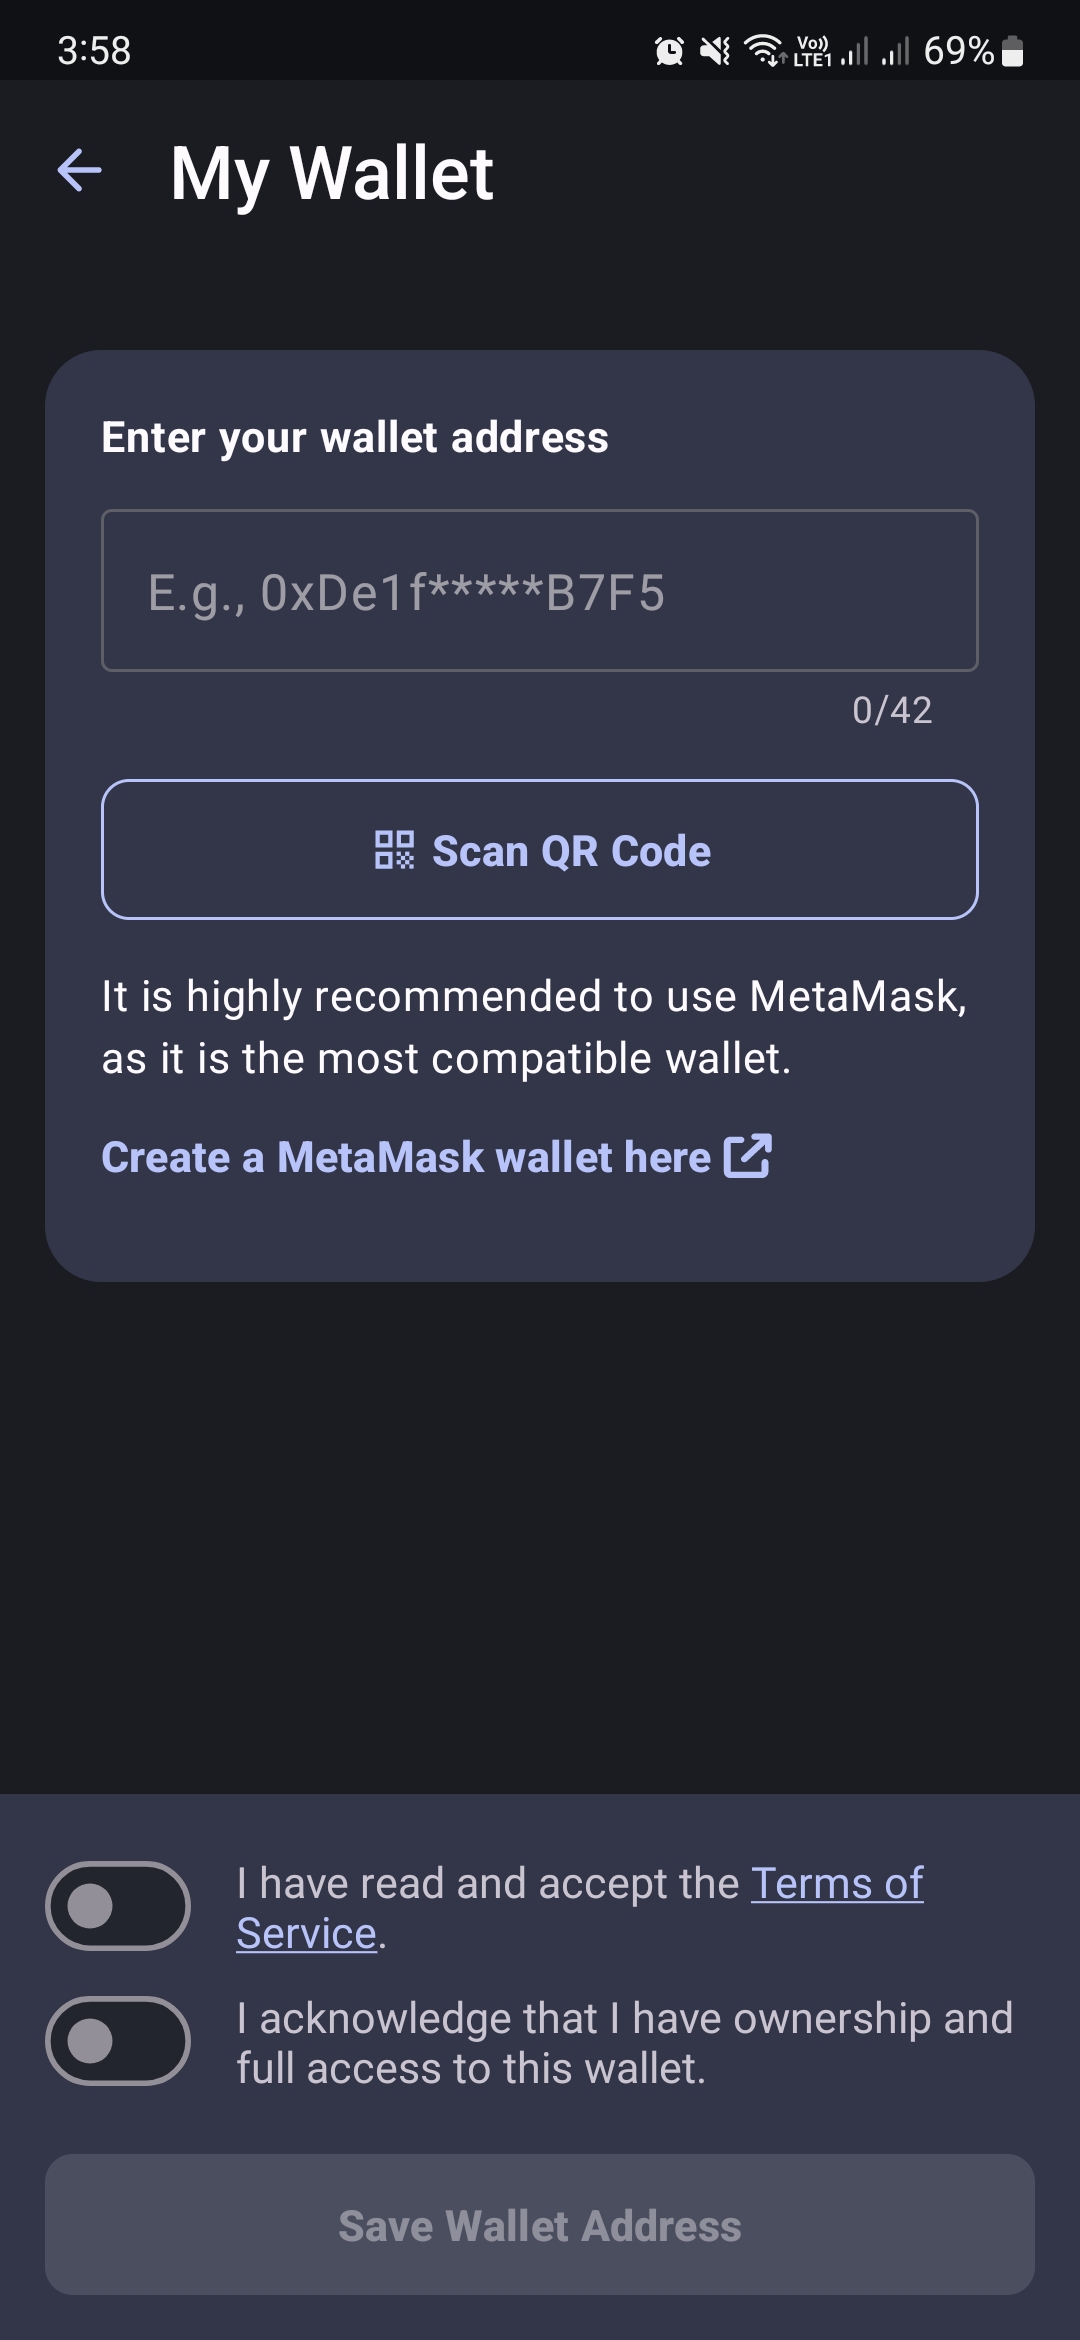 3:58 Vo)) LTE1 69%
My Wallet
Enter your wallet address
E.g., 0xDe1f*****B7F5
0/42
Scan QR Code
It is highly recommended to use MetaMask,
as it is the most compatible wallet.
Create a MetaMask wallet here
I have read and accept the Terms of
Service.
I acknowledge that I have ownership and
full access to this wallet.
Save Wallet Address